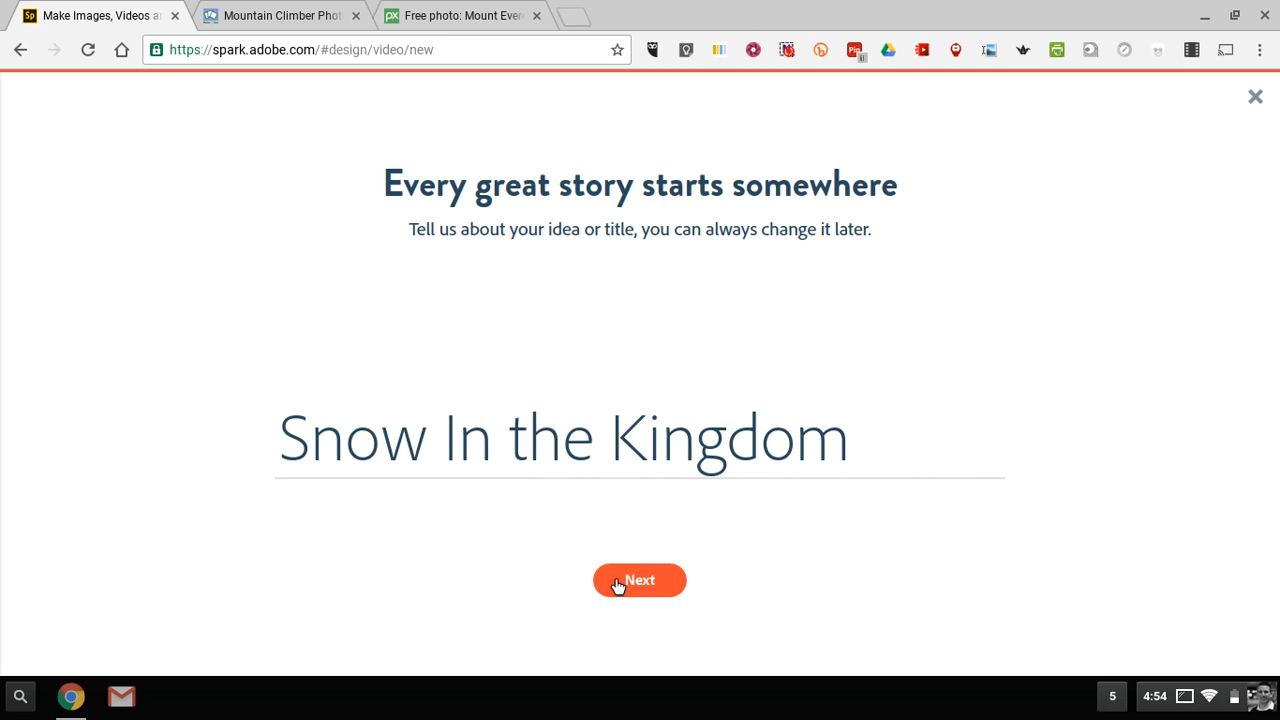 Sp Make Images, Videos a
Mountain Climber Phot
px Free photo: Mount Ever
https://spark.adobe.com/#design/video/new
Every great story starts somewhere
Tell us about your idea or title, you can always change it later.
Snow In the Kingdom
Next
5
4:54